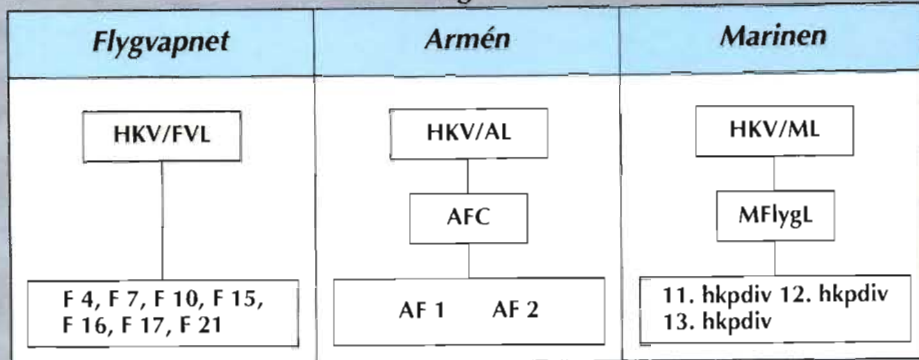 Flygvapnet
Armén
Marinen
HKV/FVL
HKV/AL
HKV/ML
AFC
MFlygL
F 4, F 7, F 10, F 15,
F 16, F 17, F 21
AF 1 AF 2
11. hkpdiv 12. hkpdiv
13. hkpdiv